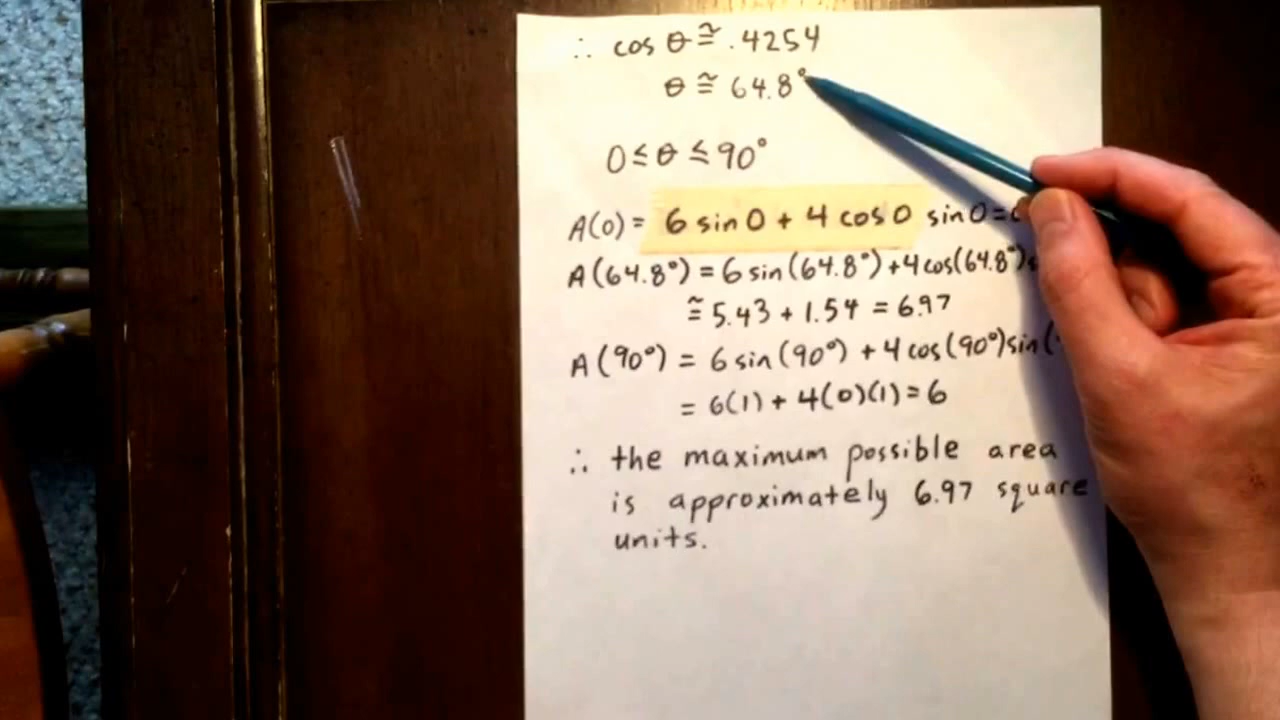 ∴ cos θ ≅ .4254
θ ≅ 64.8°
0 ≤ θ ≤ 90°
A(0) = 6 sin 0 + 4 cos 0 sin 0 =
A(64.8°) = 6 sin(64.8°) + 4 cos(64.8°)
≅ 5.43 + 1.54 = 6.97
A(90°) = 6 sin(90°) + 4 cos(90°) sin(
= 6(1) + 4(0)(1) = 6
∴ the maximum possible area
is approximately 6.97 square
units.